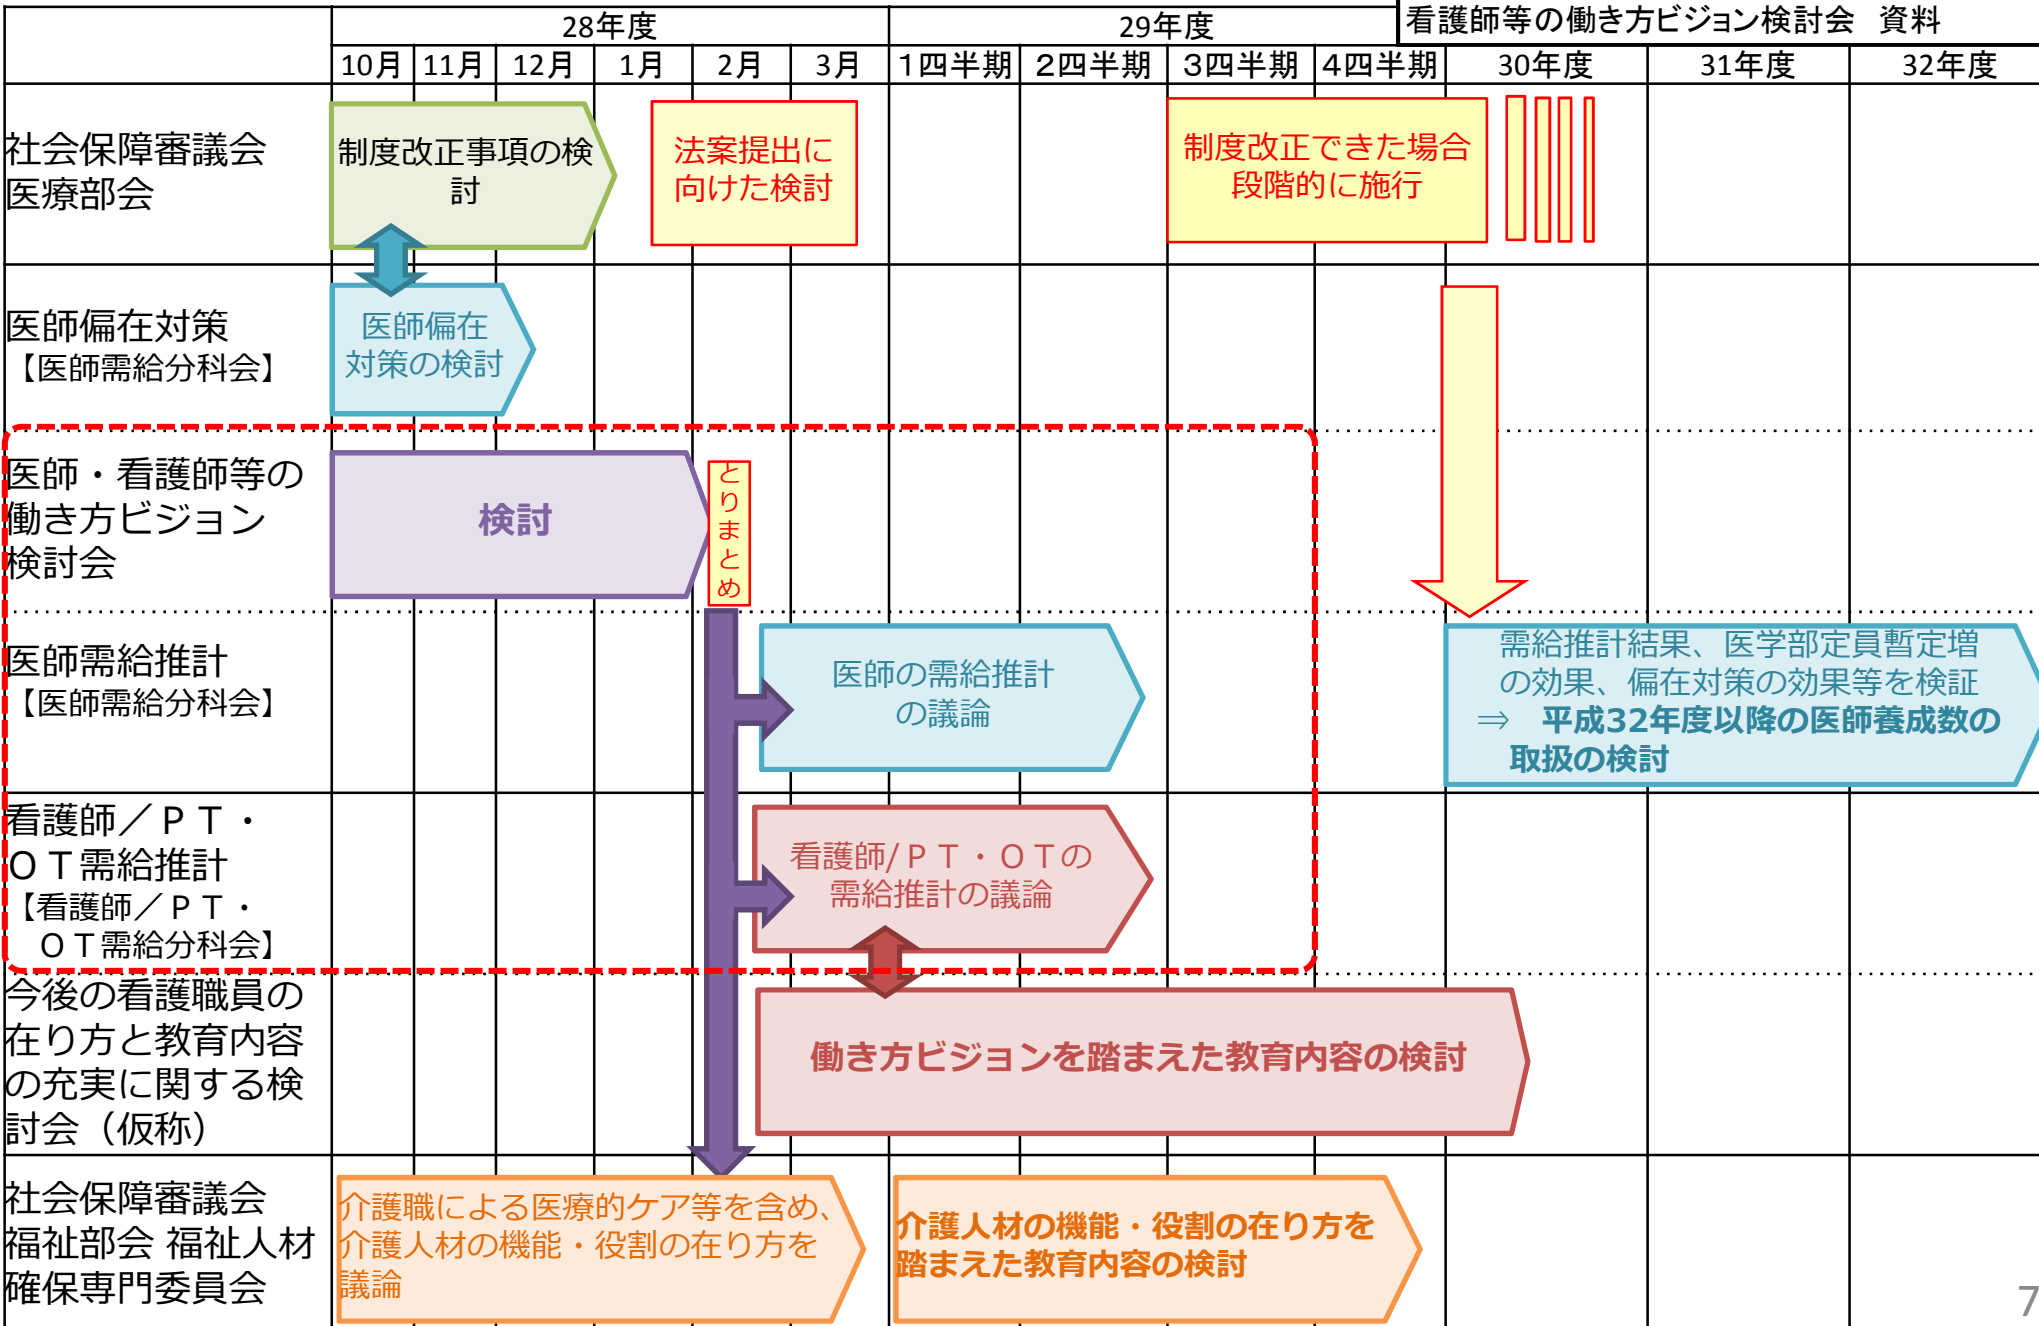 看護師等の働き方ビジョン検討会　資料
28年度
29年度
10月
11月
12月
1月
2月
3月
1四半期
2四半期
3四半期
4四半期
30年度
31年度
32年度
社会保障審議会
医療部会
制度改正事項の検
討
法案提出に
向けた検討
制度改正できた場合
段階的に施行
医師偏在対策
【医師需給分科会】
医師偏在
対策の検討
医師・看護師等の
働き方ビジョン
検討会
検討
とりまとめ
医師需給推計
【医師需給分科会】
医師の需給推計
の議論
需給推計結果、医学部定員暫定増
の効果、偏在対策の効果等を検証
⇒　平成32年度以降の医師養成数の
取扱の検討
看護師／ＰＴ・
ＯＴ需給推計
【看護師／ＰＴ・
ＯＴ需給分科会】
看護師/ＰＴ・ＯＴの
需給推計の議論
今後の看護職員の
在り方と教育内容
の充実に関する検
討会（仮称）
働き方ビジョンを踏まえた教育内容の検討
社会保障審議会
福祉部会 福祉人材
確保専門委員会
介護職による医療的ケア等を含め、
介護人材の機能・役割の在り方を
議論
介護人材の機能・役割の在り方を
踏まえた教育内容の検討
7